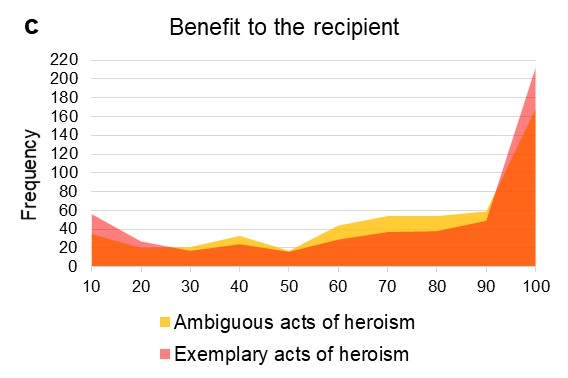 C
Benefit to the recipient
220
200
180
160
140
120
100
80
60
40
20
0
Frequency
10 20 30 40 50 60 70 80 90 100
Ambiguous acts of heroism
Exemplary acts of heroism